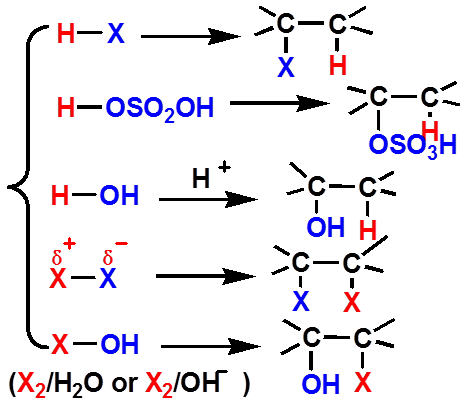 H—X → C—C
X H
H—OSO₂OH → C—C
H
OSO₃H
H—OH H⁺ → C—C
OH H
δ⁺ δ⁻
X—X → C—C
X X
X—OH → C—C
OH X
(X₂/H₂O or X₂/OH⁻ )